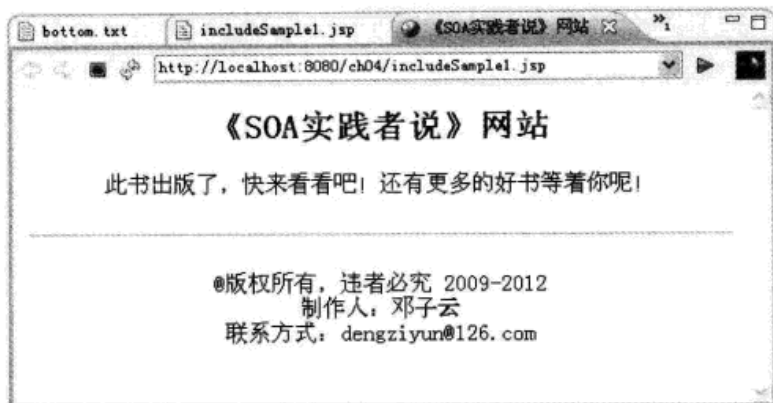 bottom.txt includeSample1.jsp 《SOA实践者说》网站 »1
http://localhost:8080/ch04/includeSample1.jsp
《SOA实践者说》网站
此书出版了，快来看看吧！还有更多的好书等着你呢！
@版权所有，违者必究 2009-2012
制作人：邓子云
联系方式：dengziyun@126.com